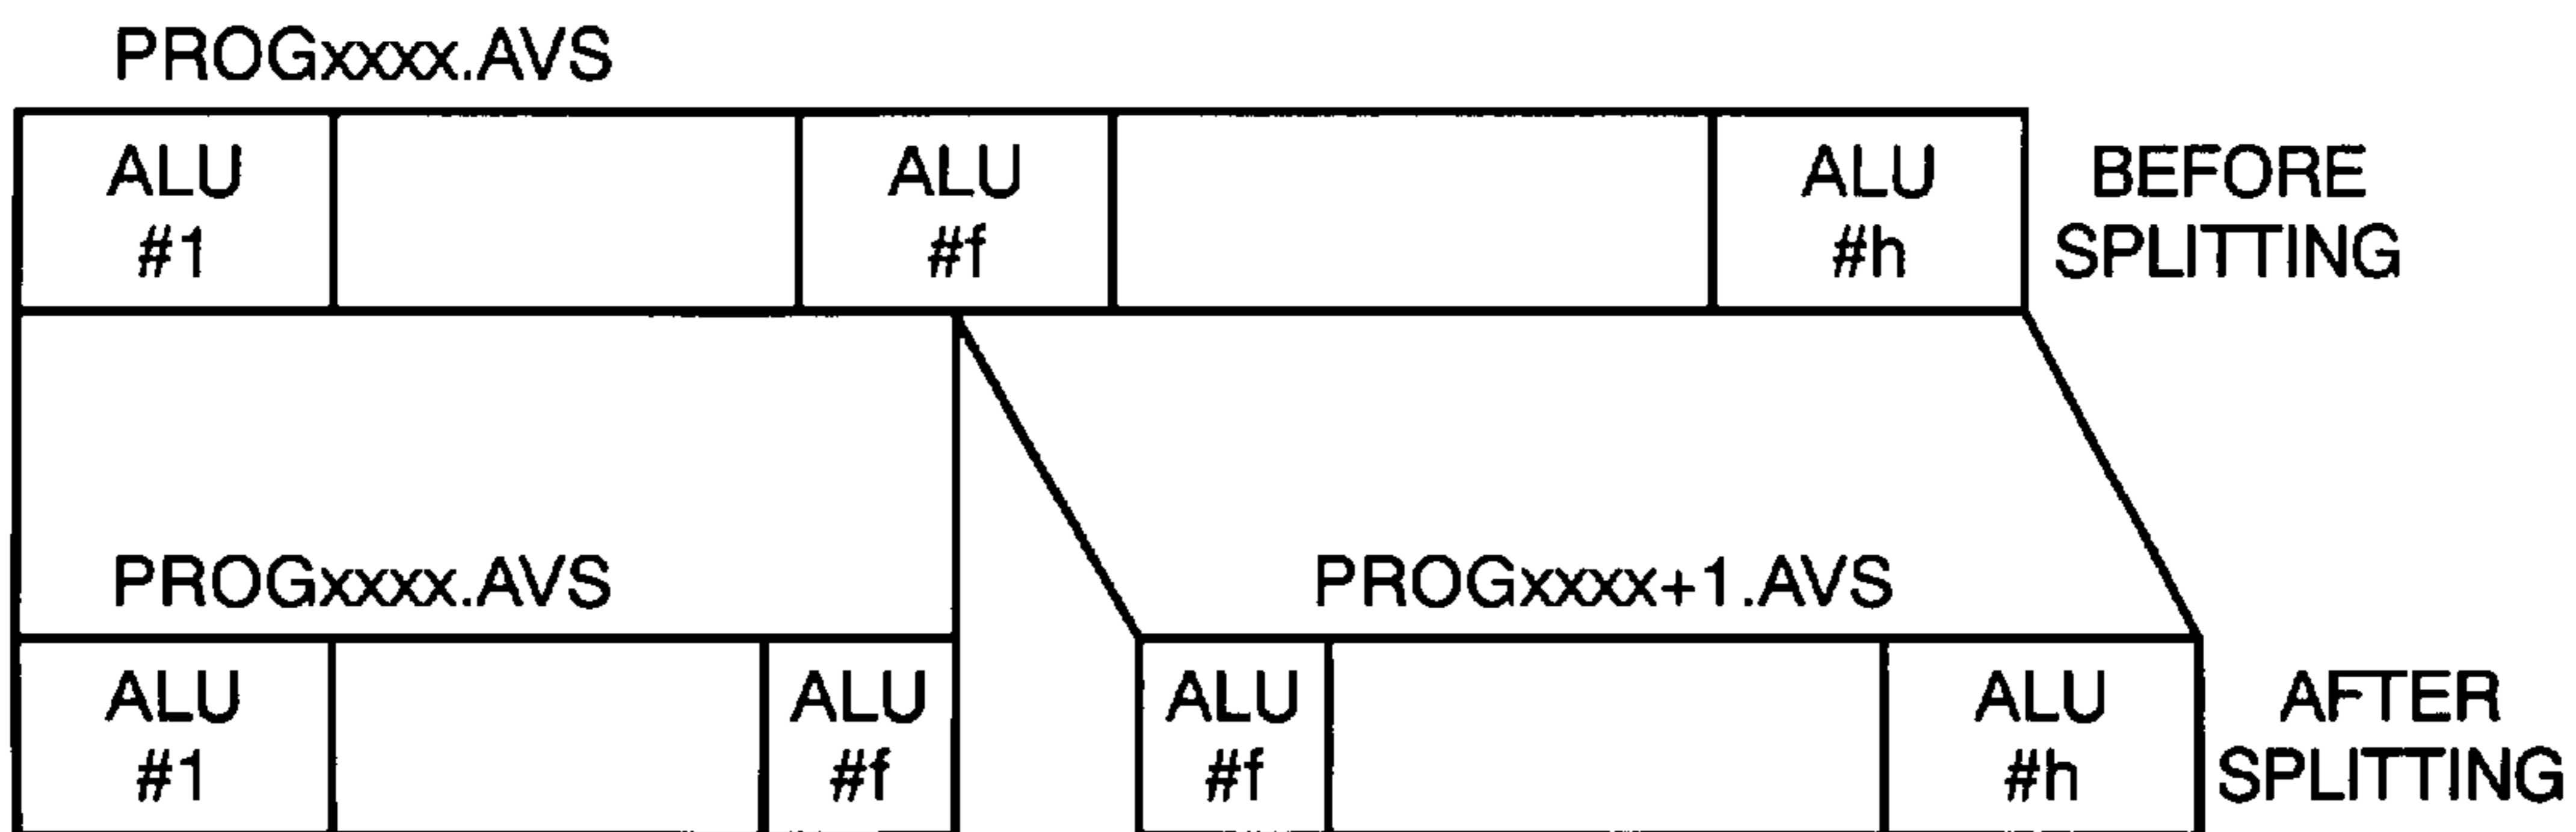 PROGxxxx.AVS
ALU
#1
ALU
#f
ALU
#h
BEFORE
SPLITTING
PROGxxxx.AVS
PROGxxxx+1.AVS
ALU
#1
ALU
#f
ALU
#f
ALU
#h
AFTER
SPLITTING